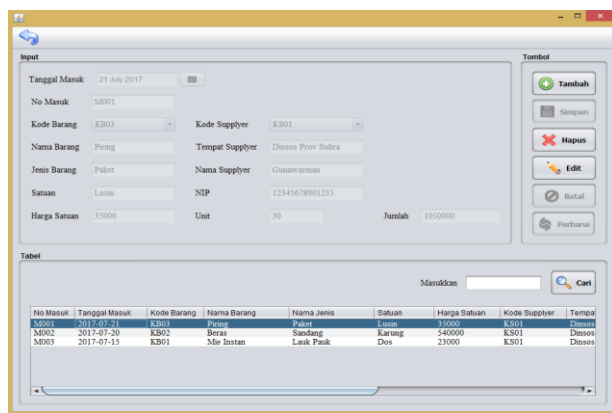 Input
Tombol
Tanggal Masuk 21 July 2017
Tambah
No Masuk M001
Simpan
Kode Barang KB03 Kode Supplyer KS01
Hapus
Nama Barang Piring Tempat Supplyer Dinsos Prov Sultra
Jenis Barang Paket Nama Supplyer Gunawarman
Edit
Satuan Lusin NIP 12345678901235
Batal
Harga Satuan 35000 Unit 30 Jumlah 1050000
Perbarui
Tabel
Masukkan Cari
No Masuk Tanggal Masuk Kode Barang Nama Barang Nama Jenis Satuan Harga Satuan Kode Supplyer Tempat
M001 2017-07-21 KB03 Piring Paket Lusin 35000 KS01 Dinsos
M002 2017-07-20 KB02 Beras Sandang Karung 540000 KS01 Dinsos
M003 2017-07-15 KB01 Mie Instan Lauk Pauk Dos 23000 KS01 Dinsos